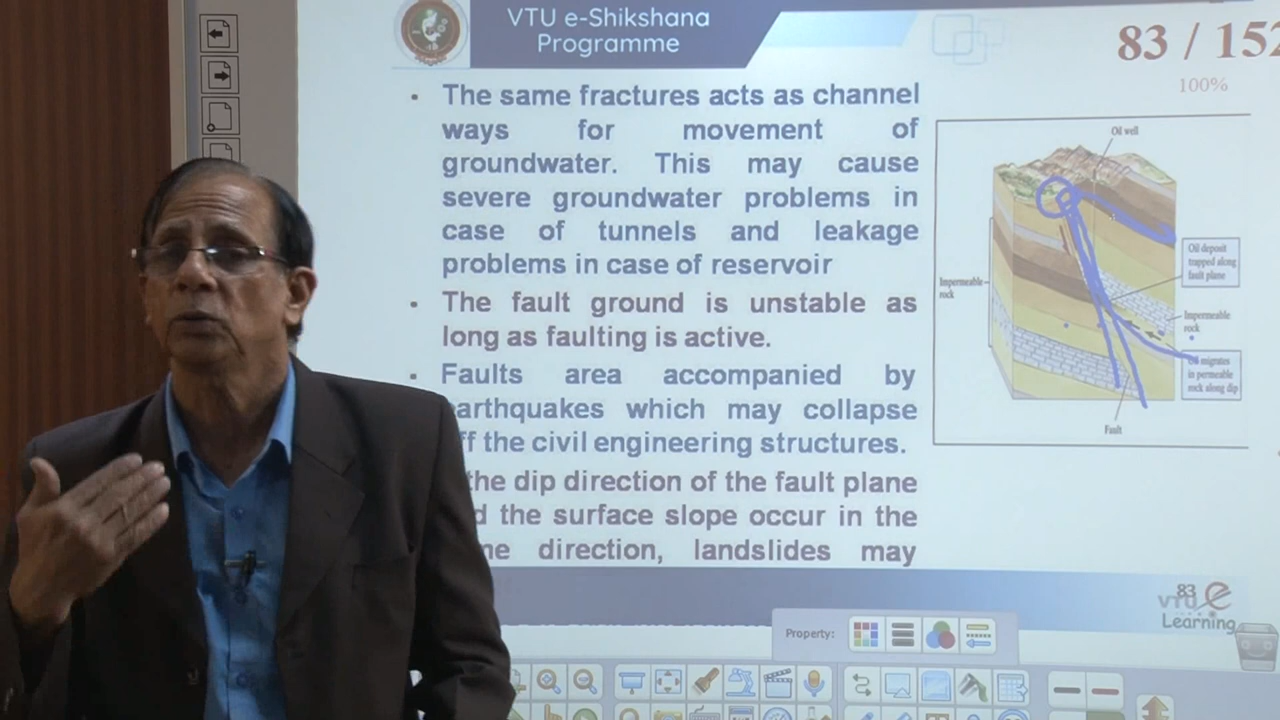 VTU e-Shikshana
Programme
83 / 152
100%
The same fractures acts as channel
ways for movement of
groundwater. This may cause
severe groundwater problems in
case of tunnels and leakage
problems in case of reservoir
The fault ground is unstable as
long as faulting is active.
Faults area accompanied by
earthquakes which may collapse
off the civil engineering structures.
the dip direction of the fault plane
the surface slope occur in the
direction, landslides may
Oil well
Oil deposit
trapped along
fault plane
Impermeable
rock
Impermeable
rock
migrates
in permeable
rock along dip
Fault
83
VTU e
Learning
Property: